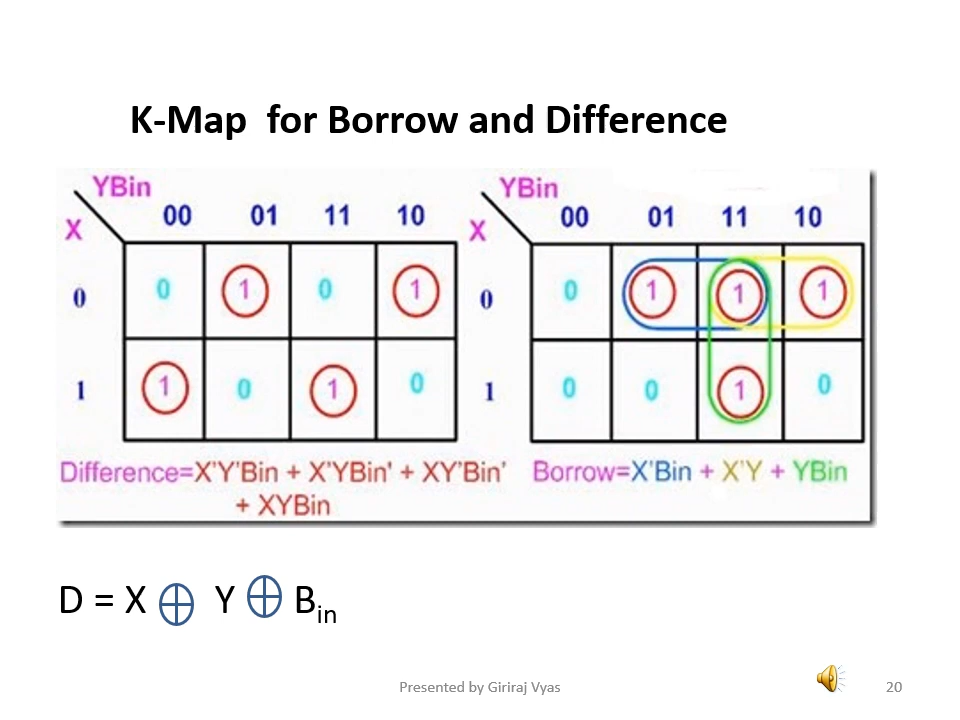 K-Map for Borrow and Difference
YBin
X
00 01 11 10
0 0 1 0 1
1 1 0 1 0
Difference=X'Y'Bin + X'YBin' + XY'Bin'
+ XYBin
YBin
X
00 01 11 10
0 0 1 1 1
1 0 0 1 0
Borrow=X'Bin + X'Y + YBin
D = X ⊕ Y ⊕ Bin
Presented by Giriraj Vyas
20